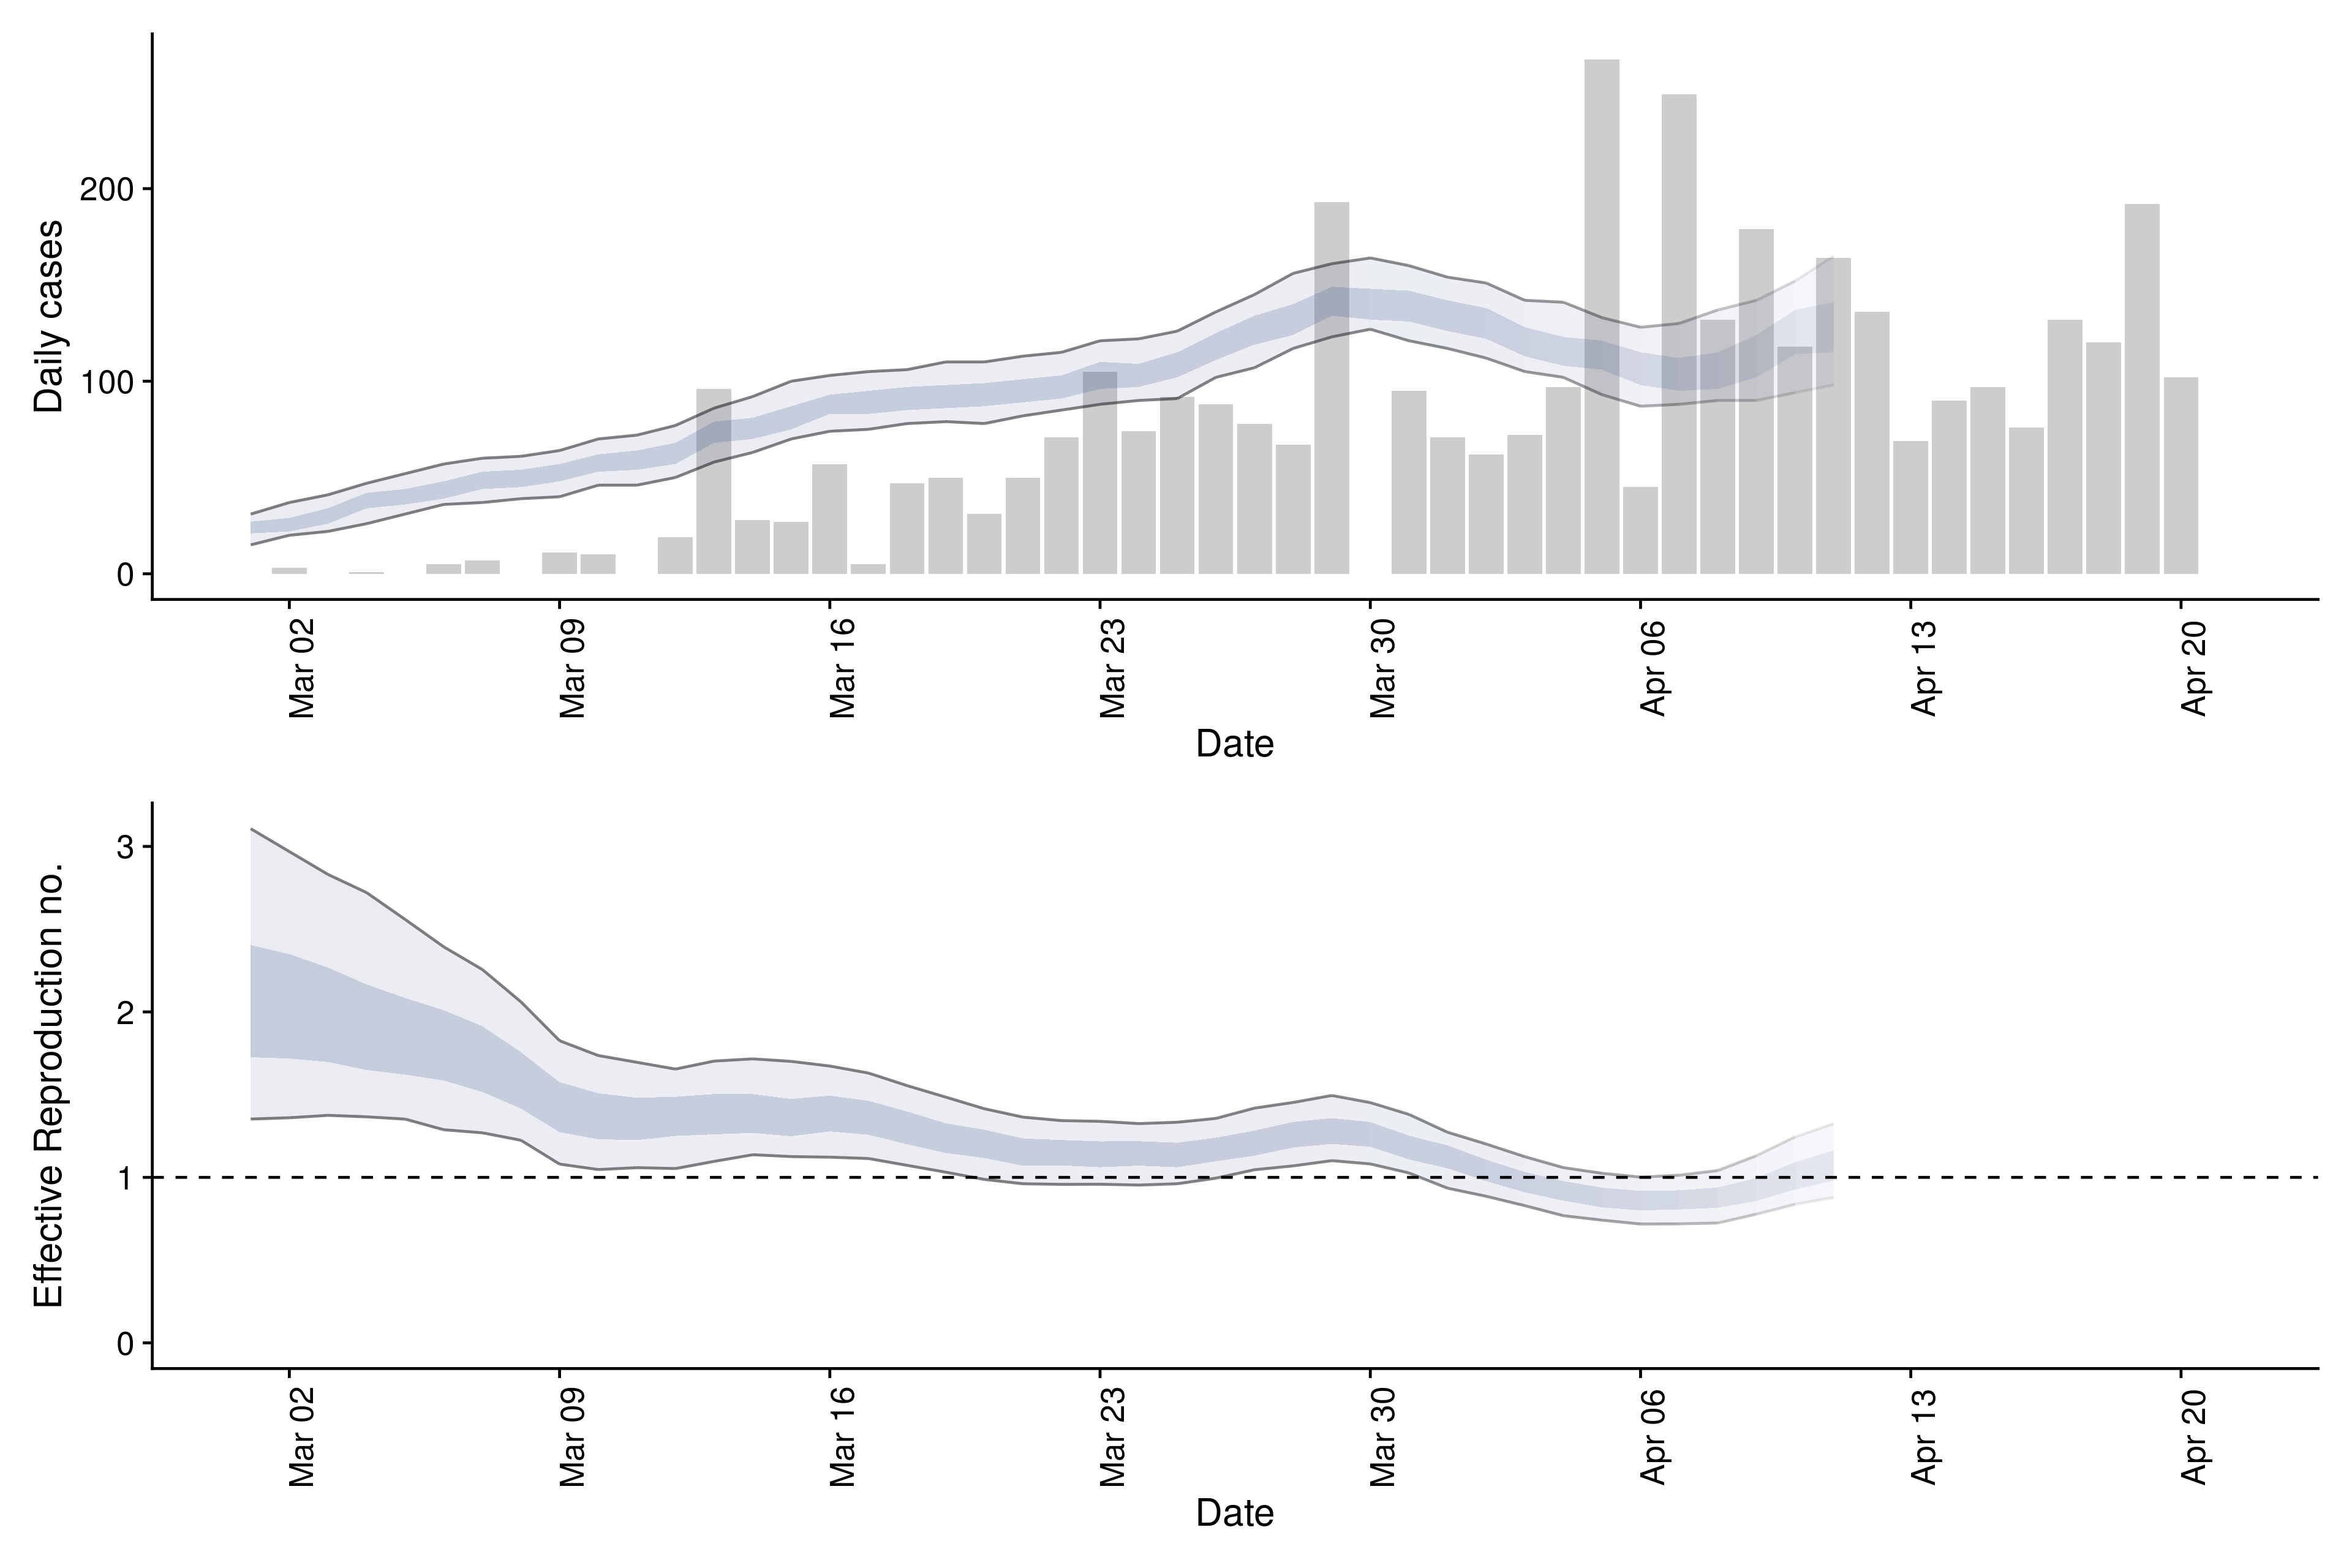 Daily cases
200
100
0
Mar 02
Mar 09
Mar 16
Mar 23
Mar 30
Apr 06
Apr 13
Apr 20
Date
Effective Reproduction no.
3
2
1
0
Mar 02
Mar 09
Mar 16
Mar 23
Mar 30
Apr 06
Apr 13
Apr 20
Date